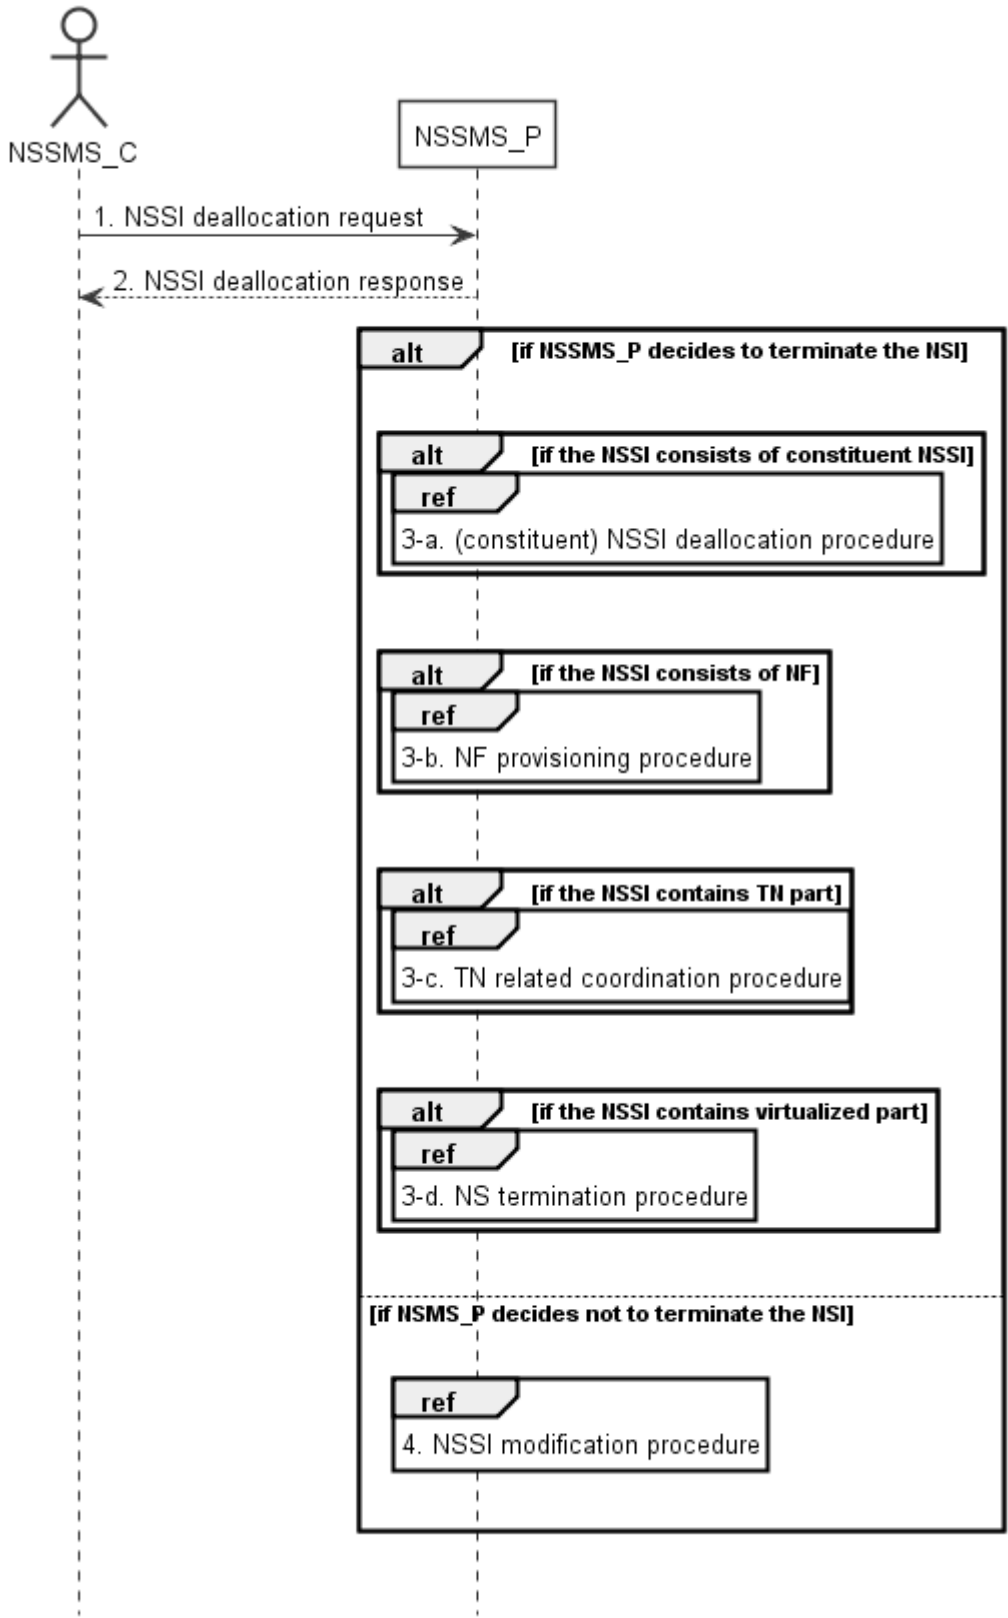 NSSMS_C
NSSMS_P
1. NSSI deallocation request
2. NSSI deallocation response
alt [if NSSMS_P decides to terminate the NSI]
alt [if the NSSI consists of constituent NSSI]
ref
3-a. (constituent) NSSI deallocation procedure
alt [if the NSSI consists of NF]
ref
3-b. NF provisioning procedure
alt [if the NSSI contains TN part]
ref
3-c. TN related coordination procedure
alt [if the NSSI contains virtualized part]
ref
3-d. NS termination procedure
[if NSMS_P decides not to terminate the NSI]
ref
4. NSSI modification procedure